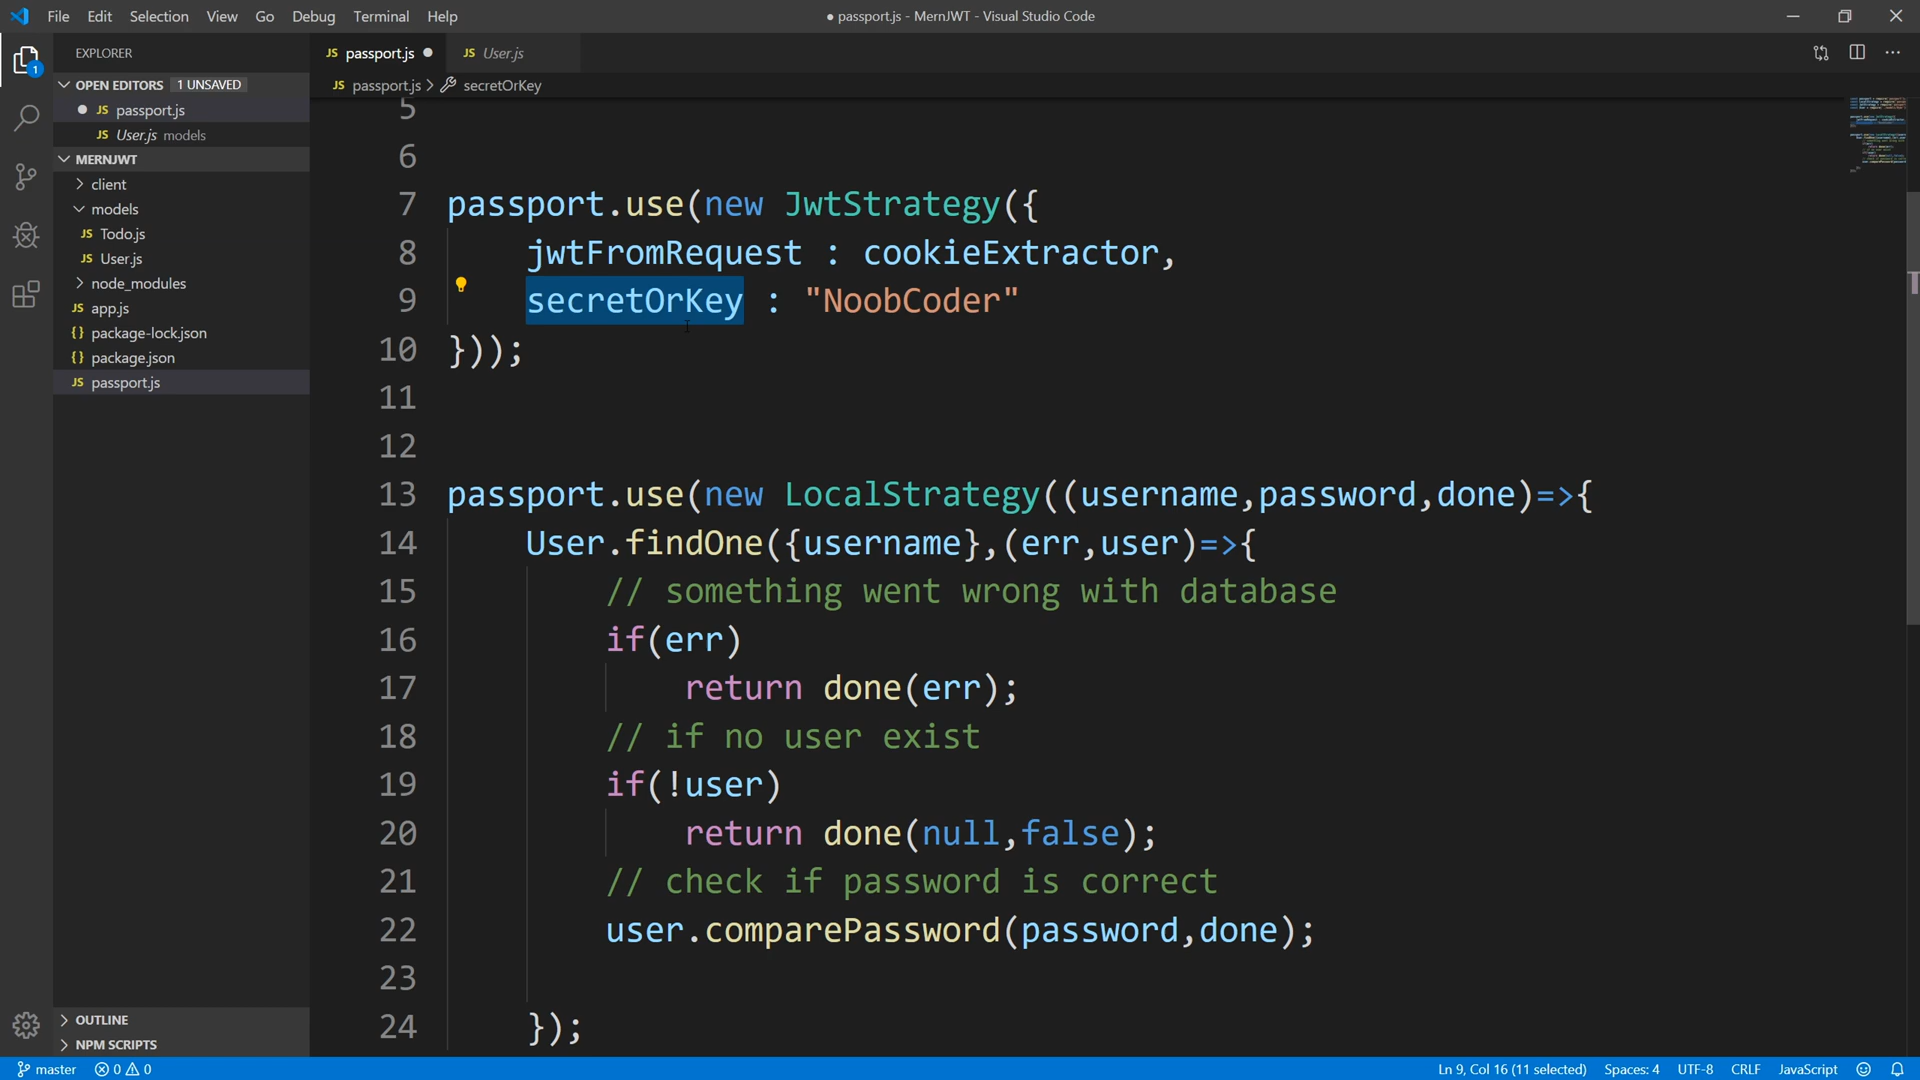 File Edit Selection View Go Debug Terminal Help
● passport.js - MernJWT - Visual Studio Code
EXPLORER
OPEN EDITORS 1 UNSAVED
● JS passport.js
JS User.js models
MERNJWT
client
models
JS Todo.js
JS User.js
node_modules
JS app.js
{} package-lock.json
{} package.json
JS passport.js
OUTLINE
NPM SCRIPTS
1
JS passport.js ●
JS User.js
JS passport.js > secretOrKey
5
6
7 passport.use(new JwtStrategy({
8 jwtFromRequest : cookieExtractor,
9 secretOrKey : "NoobCoder"
10 }));
11
12
13 passport.use(new LocalStrategy((username,password,done)=>{
14 User.findOne({username},(err,user)=>{
15 // something went wrong with database
16 if(err)
17 return done(err);
18 // if no user exist
19 if(!user)
20 return done(null,false);
21 // check if password is correct
22 user.comparePassword(password,done);
23
24 });
master 0 0
Ln 9, Col 16 (11 selected) Spaces: 4 UTF-8 CRLF JavaScript